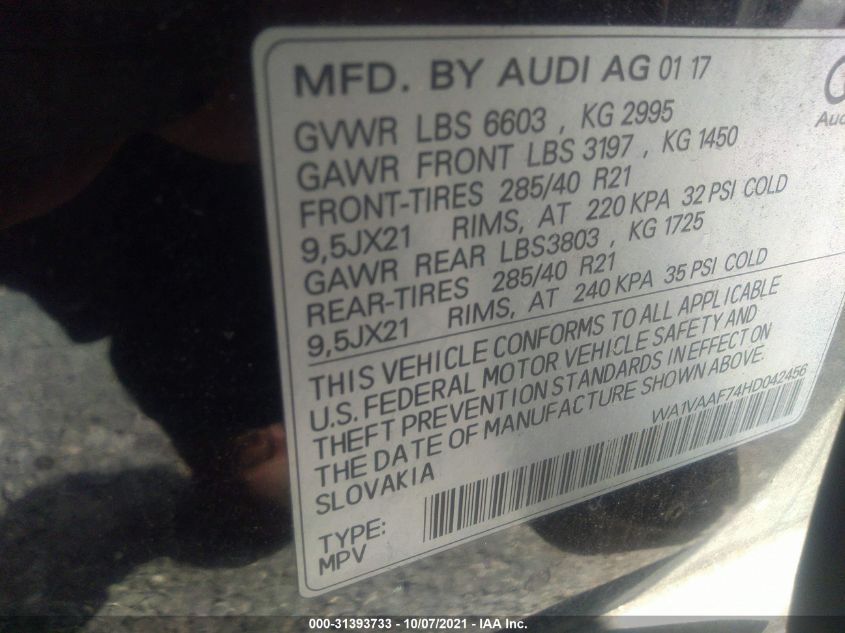 MFD. BY AUDI AG 01 17
GVWR LBS 6603 , KG 2995
GAWR FRONT LBS 3197 , KG 1450
FRONT-TIRES 285/40 R21
9,5JX21 RIMS, AT 220 KPA 32 PSI COLD
GAWR REAR LBS3803 , KG 1725
REAR-TIRES 285/40 R21
9,5JX21 RIMS, AT 240 KPA 35 PSI COLD
THIS VEHICLE CONFORMS TO ALL APPLICABLE
U.S. FEDERAL MOTOR VEHICLE SAFETY AND
THEFT PREVENTION STANDARDS IN EFFECT ON
THE DATE OF MANUFACTURE SHOWN ABOVE.
SLOVAKIA
WA1VAAF74HD042456
TYPE:
MPV
000-31393733 - 10/07/2021 - IAA Inc.